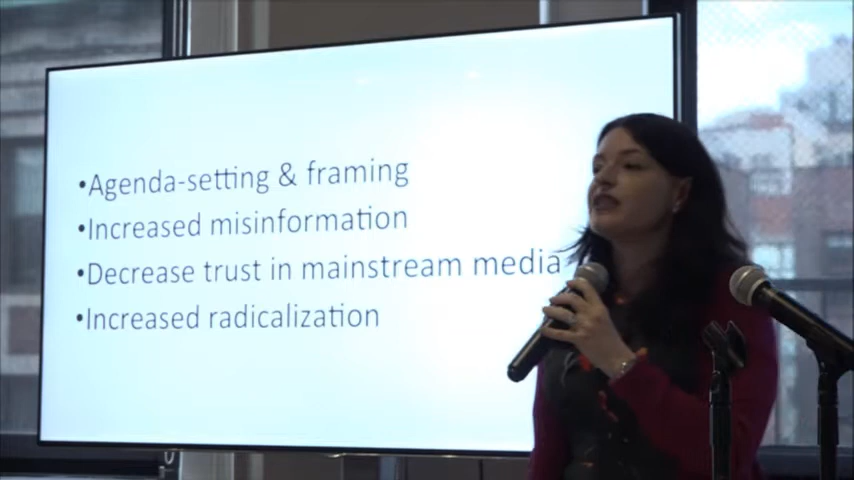 •Agenda-setting & framing
•Increased misinformation
•Decrease trust in mainstream media
•Increased radicalization